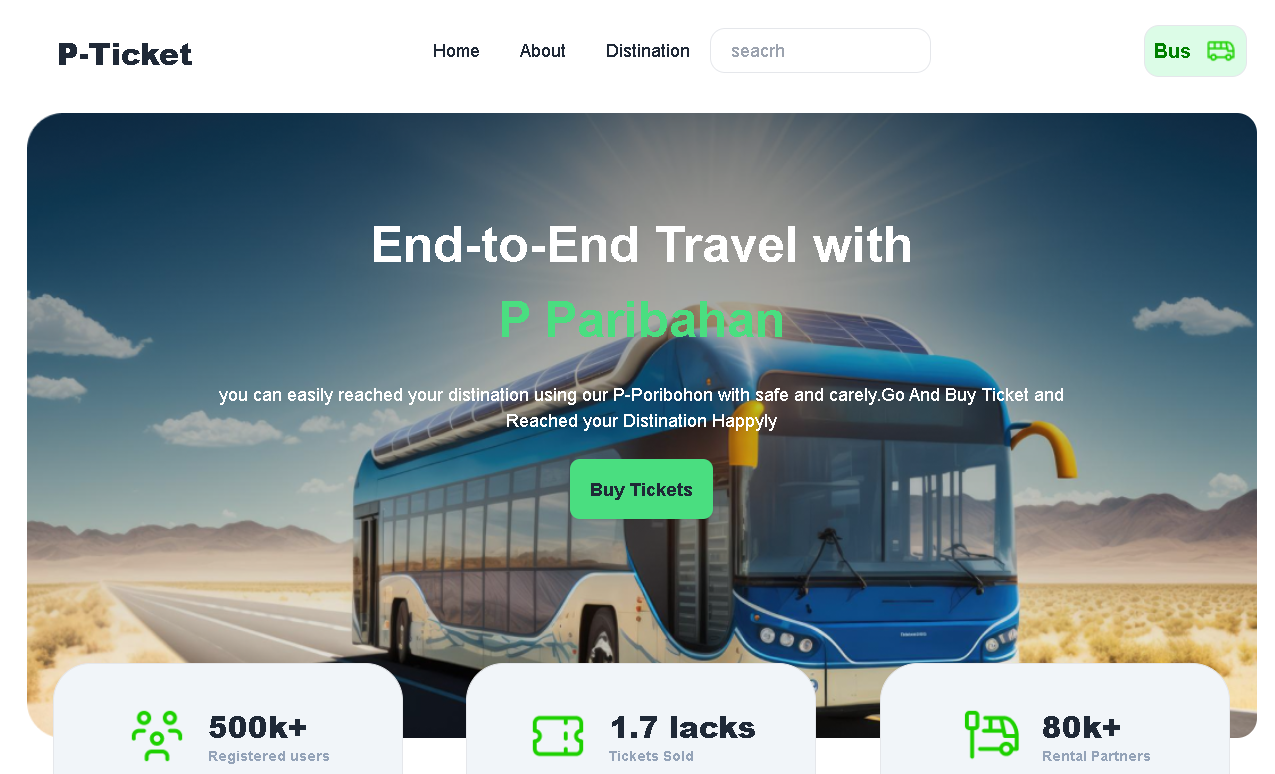 P-Ticket
Home
About
Distination
seacrh
Bus
End-to-End Travel with
P Paribahan
you can easily reached your distination using our P-Poribohon with safe and carely.Go And Buy Ticket and
Reached your Distination Happyly
Buy Tickets
500k+
Registered users
1.7 lacks
Tickets Sold
80k+
Rental Partners